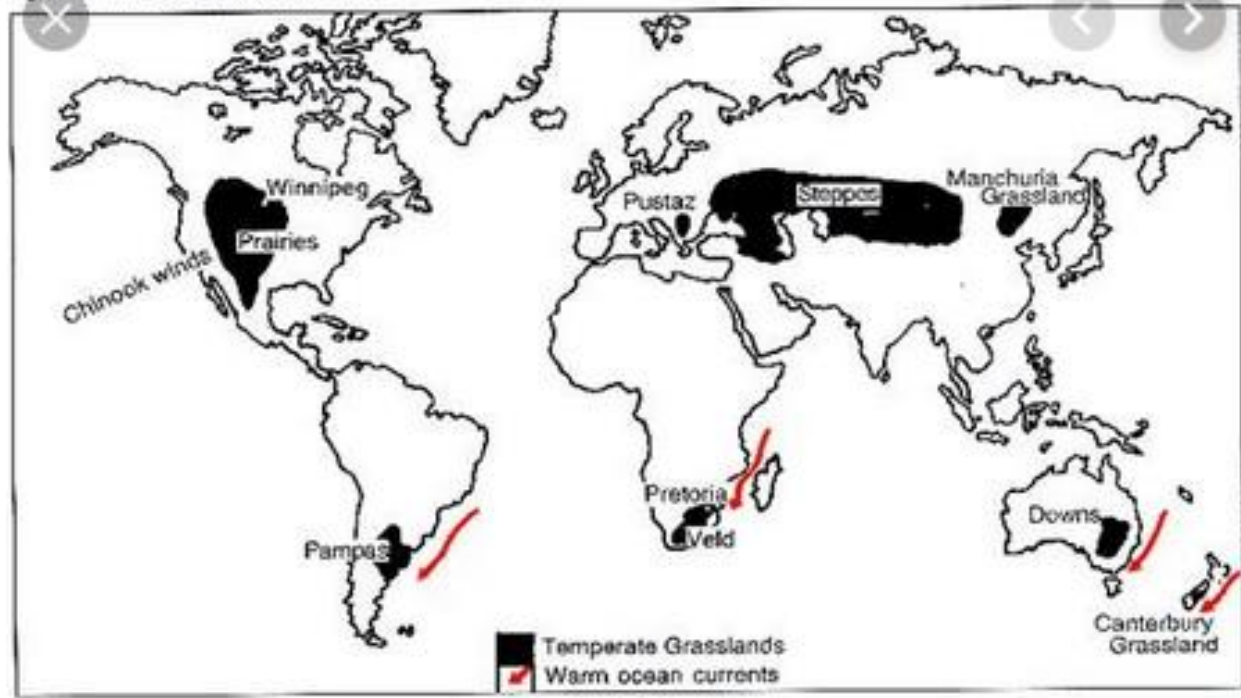 Winnipeg
Prairies
Chinook winds
Pampas
Pustaz
Steppes
Manchuria
Grassland
Pretoria
Veld
Downs
Canterbury
Grassland
Temperate Grasslands
Warm ocean currents